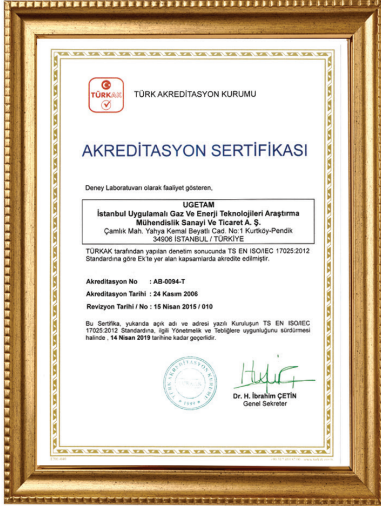 TÜRKAK
TÜRK AKREDİTASYON KURUMU
AKREDİTASYON SERTİFİKASI
Deney Laboratuvarı olarak faaliyet gösteren,
UGETAM
İstanbul Uygulamalı Gaz Ve Enerji Teknolojileri Araştırma
Mühendislik Sanayi Ve Ticaret A. Ş.
Çamlık Mah. Yahya Kemal Beyatlı Cad. No:1 Kurtköy-Pendik
34906 İSTANBUL / TÜRKİYE
TÜRKAK tarafından yapılan denetim sonucunda TS EN ISO/IEC 17025:2012
Standardına göre Ek'te yer alan kapsamlarda akredite edilmiştir.
Akreditasyon No : AB-0094-T
Akreditasyon Tarihi : 24 Kasım 2006
Revizyon Tarihi / No : 15 Nisan 2015 / 010
Bu Sertifika, yukarıda açık adı ve adresi yazılı Kuruluşun TS EN ISO/IEC
17025:2012 Standardına, ilgili Yönetmelik ve Tebliğlere uygunluğunu sürdürmesi
halinde , 14 Nisan 2019 tarihine kadar geçerlidir.
Dr. H. İbrahim ÇETİN
Genel Sekreter